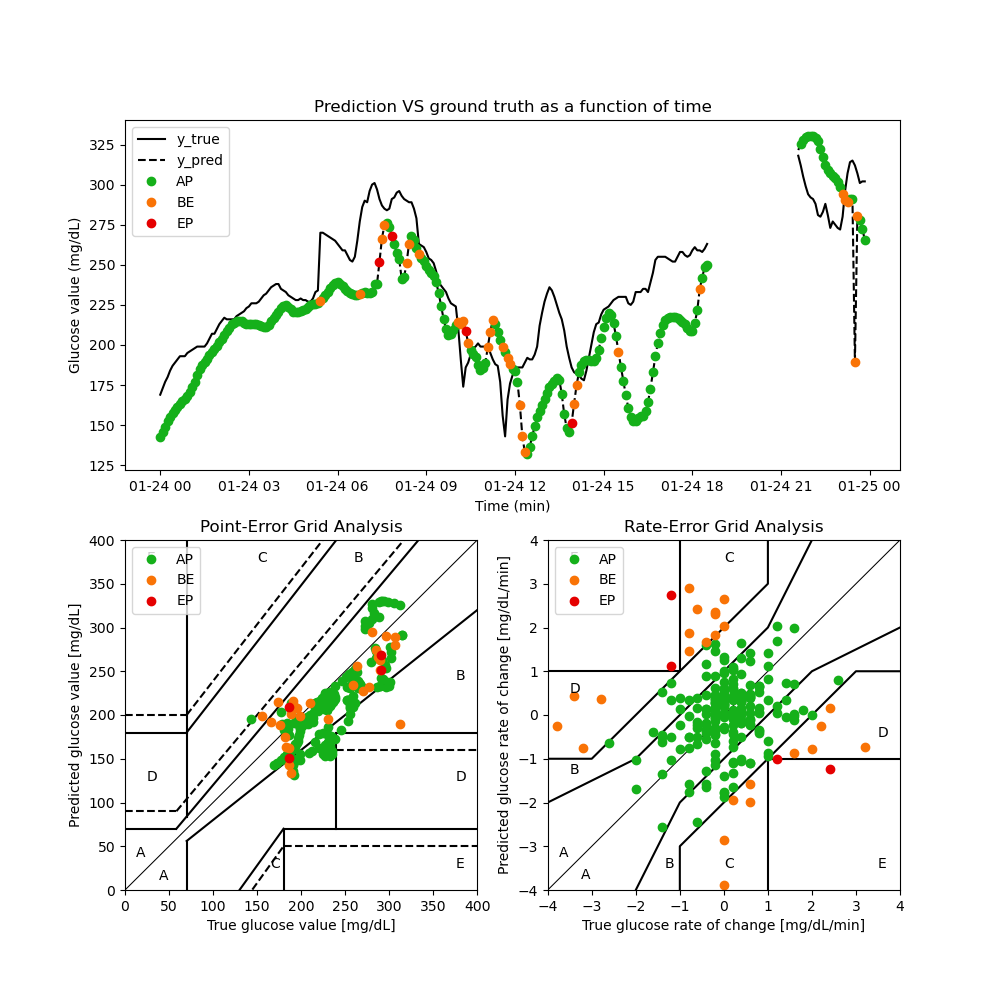 Prediction VS ground truth as a function of time
Glucose value (mg/dL)
325
300
275
250
225
200
175
150
125
y_true
y_pred
AP
BE
EP
01-24 00 01-24 03 01-24 06 01-24 09 01-24 12 01-24 15 01-24 18 01-24 21 01-25 00
Time (min)
Point-Error Grid Analysis
Predicted glucose value [mg/dL]
400
350
300
250
200
150
100
50
0
AP
BE
EP
C B
B
D D
A
A C E
0 50 100 150 200 250 300 350 400
True glucose value [mg/dL]
Rate-Error Grid Analysis
Predicted glucose rate of change [mg/dL/min]
4
3
2
1
0
−1
−2
−3
−4
AP
BE
EP
C
D
D
B
A
A B C E
−4 −3 −2 −1 0 1 2 3 4
True glucose rate of change [mg/dL/min]